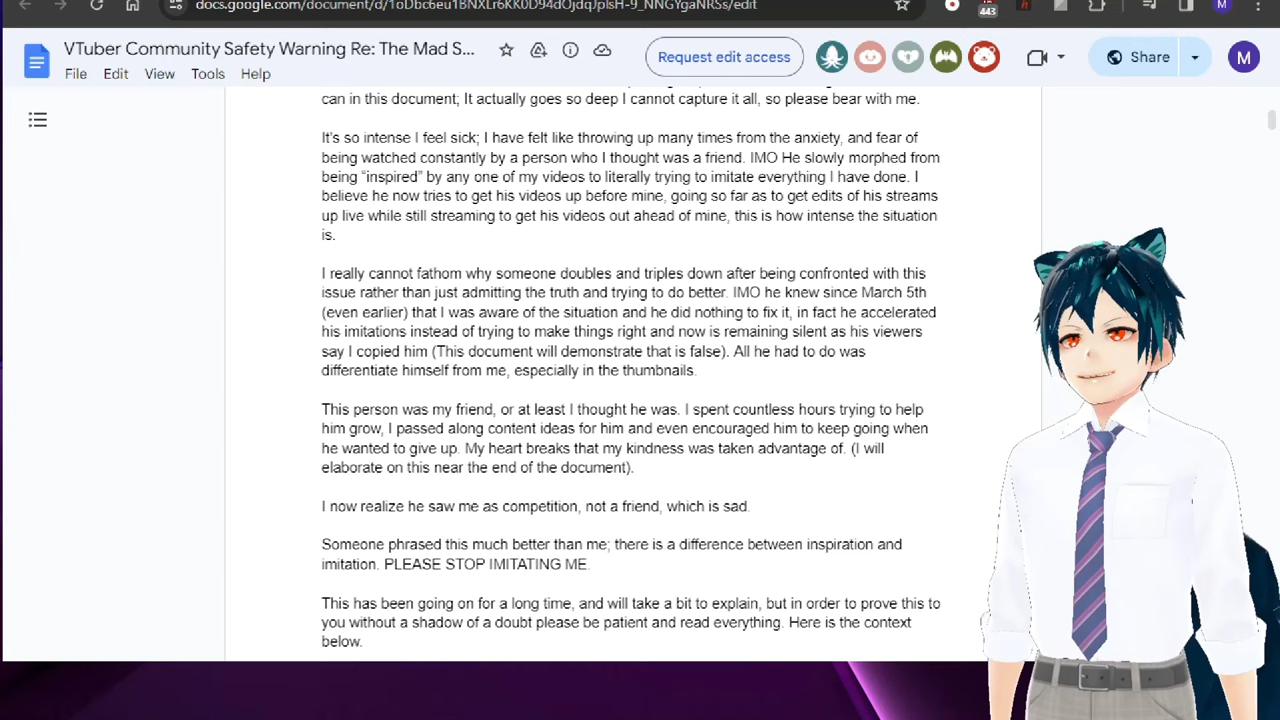 docs.google.com/document/d/1oDbc6eu1BNXLr6KK0D94dOjdq/plsH-9_NNGYgaNRSs/edit
443
M
VTuber Community Safety Warning Re: The Mad S...
Request edit access
Share
M
File Edit View Tools Help
can in this document; It actually goes so deep I cannot capture it all, so please bear with me.
It's so intense I feel sick; I have felt like throwing up many times from the anxiety, and fear of
being watched constantly by a person who I thought was a friend. IMO He slowly morphed from
being “inspired” by any one of my videos to literally trying to imitate everything I have done. I
believe he now tries to get his videos up before mine, going so far as to get edits of his streams
up live while still streaming to get his videos out ahead of mine, this is how intense the situation
is.
I really cannot fathom why someone doubles and triples down after being confronted with this
issue rather than just admitting the truth and trying to do better. IMO he knew since March 5th
(even earlier) that I was aware of the situation and he did nothing to fix it, in fact he accelerated
his imitations instead of trying to make things right and now is remaining silent as his viewers
say I copied him (This document will demonstrate that is false). All he had to do was
differentiate himself from me, especially in the thumbnails.
This person was my friend, or at least I thought he was. I spent countless hours trying to help
him grow, I passed along content ideas for him and even encouraged him to keep going when
he wanted to give up. My heart breaks that my kindness was taken advantage of. (I will
elaborate on this near the end of the document).
I now realize he saw me as competition, not a friend, which is sad.
Someone phrased this much better than me; there is a difference between inspiration and
imitation. PLEASE STOP IMITATING ME.
This has been going on for a long time, and will take a bit to explain, but in order to prove this to
you without a shadow of a doubt please be patient and read everything. Here is the context
below.